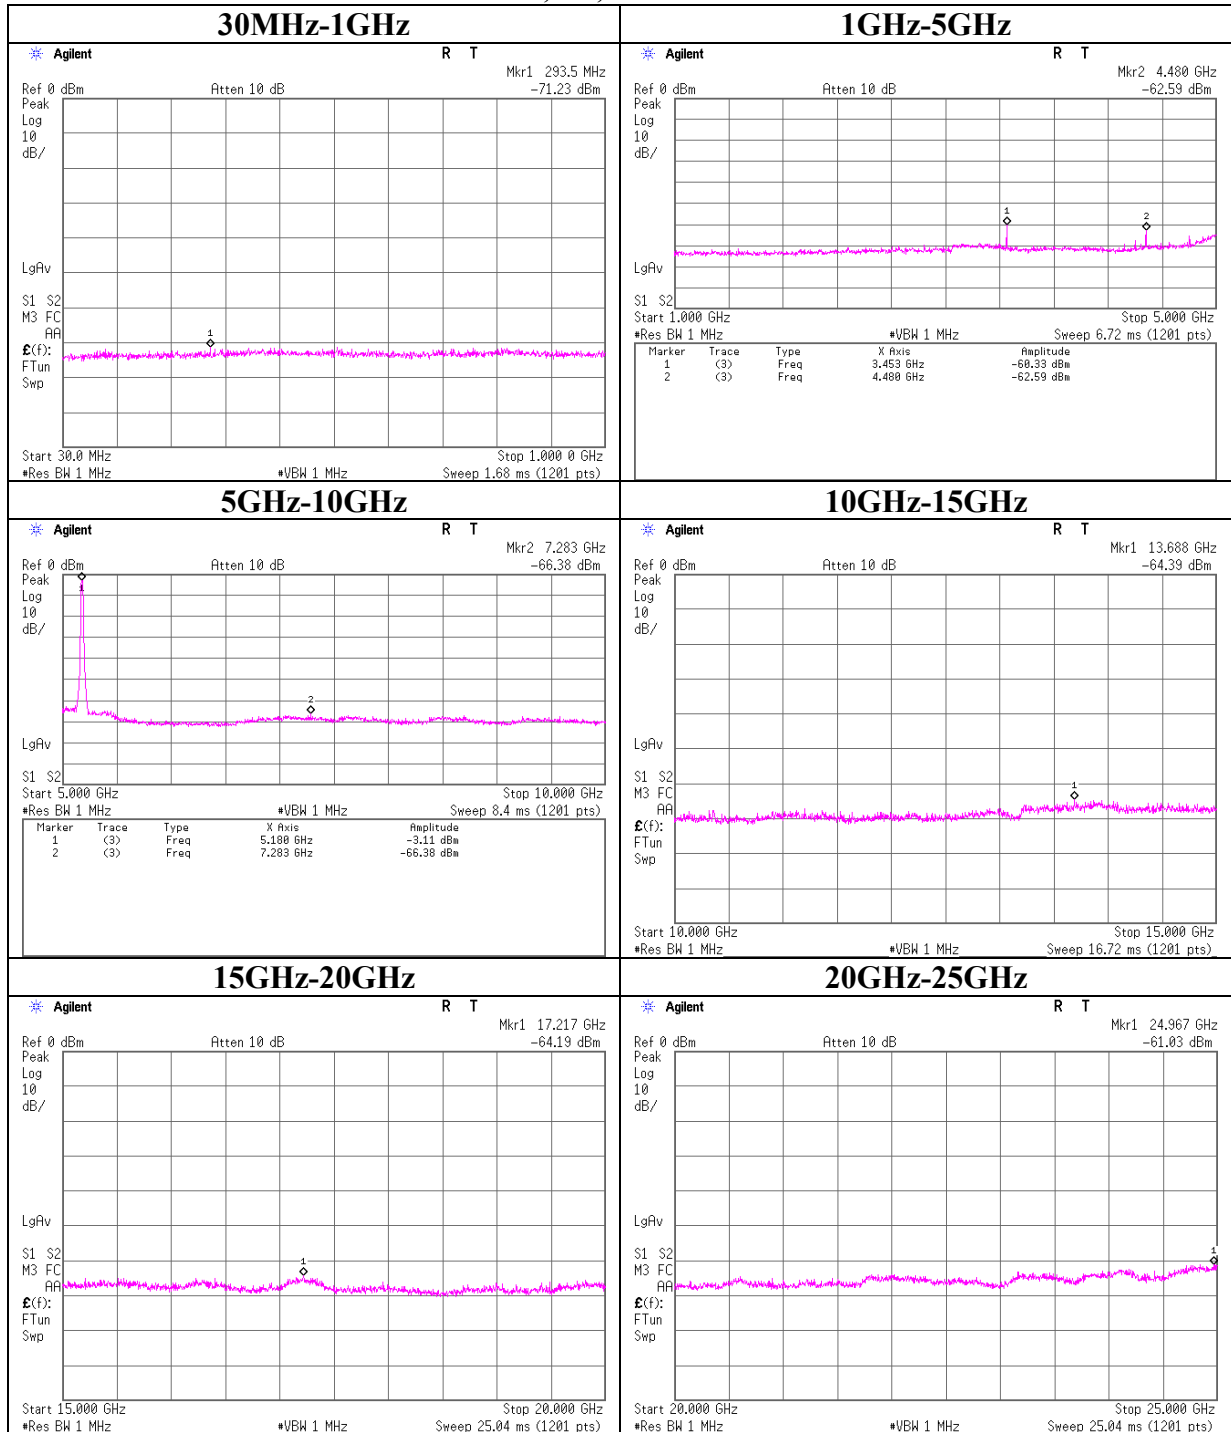 30MHz-1GHz
Agilent
R T
Mkr1 293.5 MHz
Ref 0 dBm
Atten 10 dB
-71.23 dBm
Peak
Log
10
dB/
1
LgAv
S1 S2
M3 FC
AA
£(f):
FTun
Swp
Start 30.0 MHz
Stop 1.000 0 GHz
#Res BW 1 MHz
#VBW 1 MHz
Sweep 1.68 ms (1201 pts)
1GHz-5GHz
Agilent
R T
Mkr2 4.480 GHz
Ref 0 dBm
Atten 10 dB
-62.59 dBm
Peak
Log
10
dB/
1
2
LgAv
S1 S2
Start 1.000 GHz
Stop 5.000 GHz
#Res BW 1 MHz
#VBW 1 MHz
Sweep 6.72 ms (1201 pts)
Marker Trace Type X Axis Amplitude
1 (3) Freq 3.453 GHz -60.33 dBm
2 (3) Freq 4.480 GHz -62.59 dBm
5GHz-10GHz
Agilent
R T
Mkr2 7.283 GHz
Ref 0 dBm
Atten 10 dB
-66.38 dBm
Peak
Log
10
dB/
1
2
LgAv
S1 S2
Start 5.000 GHz
Stop 10.000 GHz
#Res BW 1 MHz
#VBW 1 MHz
Sweep 8.4 ms (1201 pts)
Marker Trace Type X Axis Amplitude
1 (3) Freq 5.180 GHz -3.11 dBm
2 (3) Freq 7.283 GHz -66.38 dBm
10GHz-15GHz
Agilent
R T
Mkr1 13.688 GHz
Ref 0 dBm
Atten 10 dB
-64.39 dBm
Peak
Log
10
dB/
1
LgAv
S1 S2
M3 FC
AA
£(f):
FTun
Swp
Start 10.000 GHz
Stop 15.000 GHz
#Res BW 1 MHz
#VBW 1 MHz
Sweep 16.72 ms (1201 pts)
15GHz-20GHz
Agilent
R T
Mkr1 17.217 GHz
Ref 0 dBm
Atten 10 dB
-64.19 dBm
Peak
Log
10
dB/
1
LgAv
S1 S2
M3 FC
AA
£(f):
FTun
Swp
Start 15.000 GHz
Stop 20.000 GHz
#Res BW 1 MHz
#VBW 1 MHz
Sweep 25.04 ms (1201 pts)
20GHz-25GHz
Agilent
R T
Mkr1 24.967 GHz
Ref 0 dBm
Atten 10 dB
-61.03 dBm
Peak
Log
10
dB/
1
LgAv
S1 S2
M3 FC
AA
£(f):
FTun
Swp
Start 20.000 GHz
Stop 25.000 GHz
#Res BW 1 MHz
#VBW 1 MHz
Sweep 25.04 ms (1201 pts)